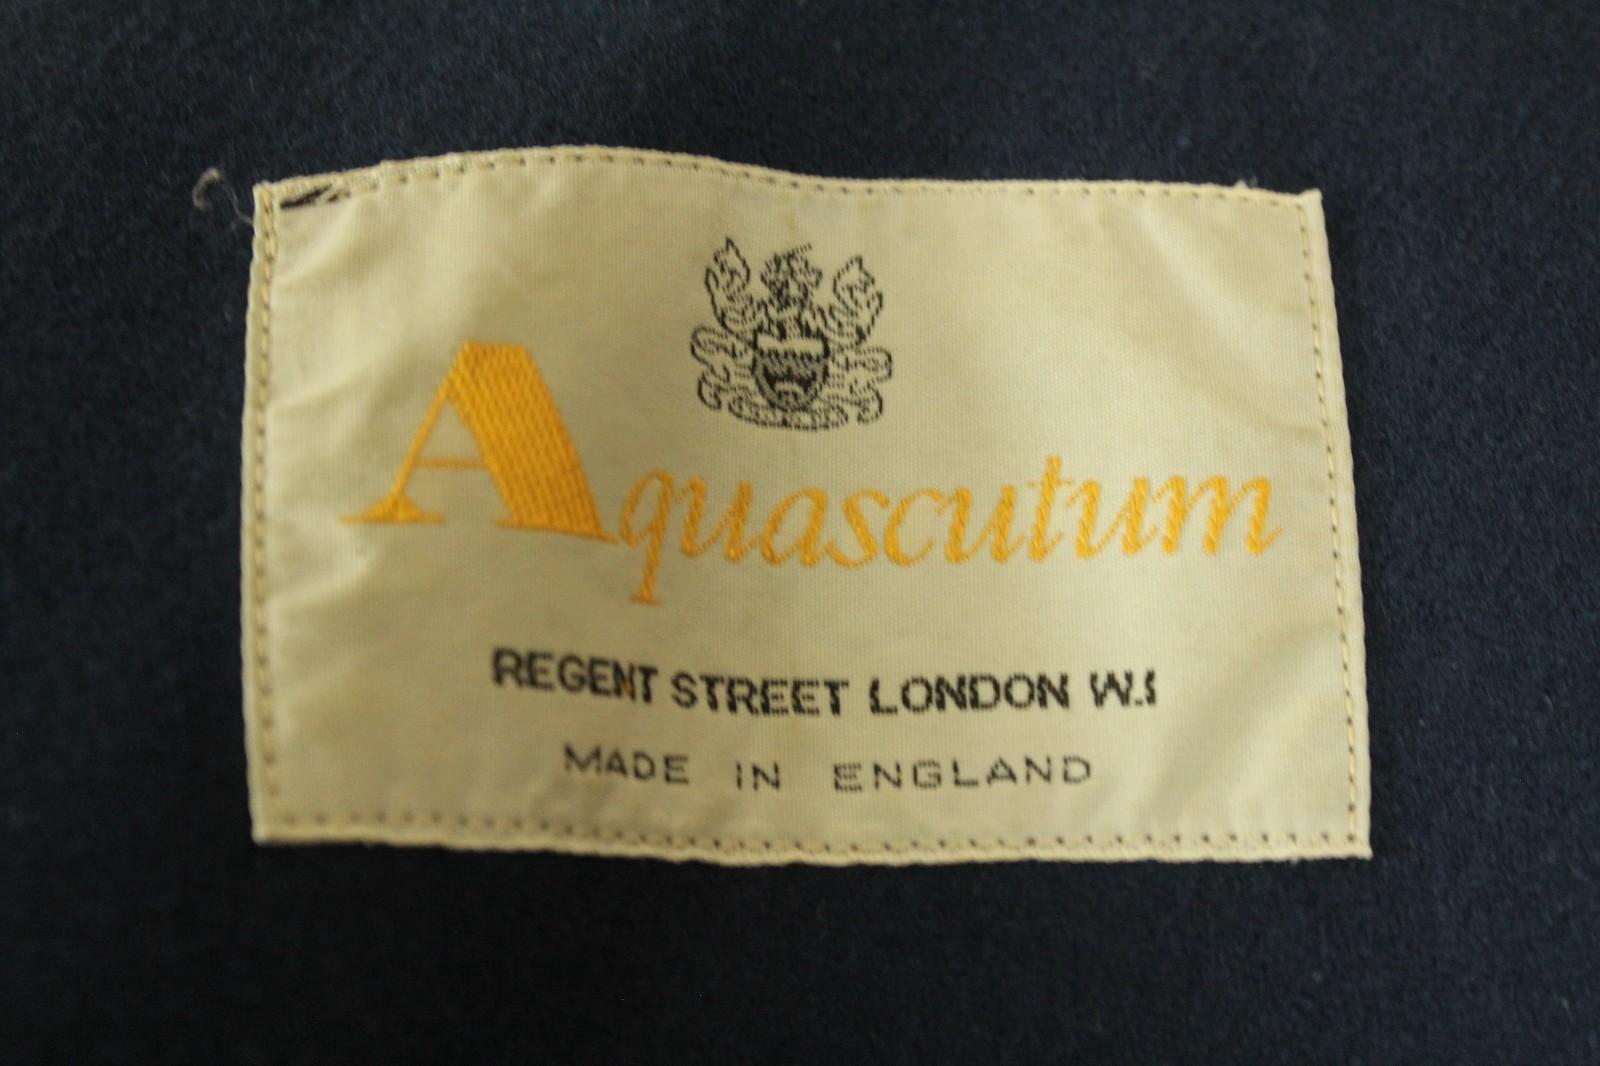 Aquascutum
REGENT STREET LONDON W.1
MADE IN ENGLAND